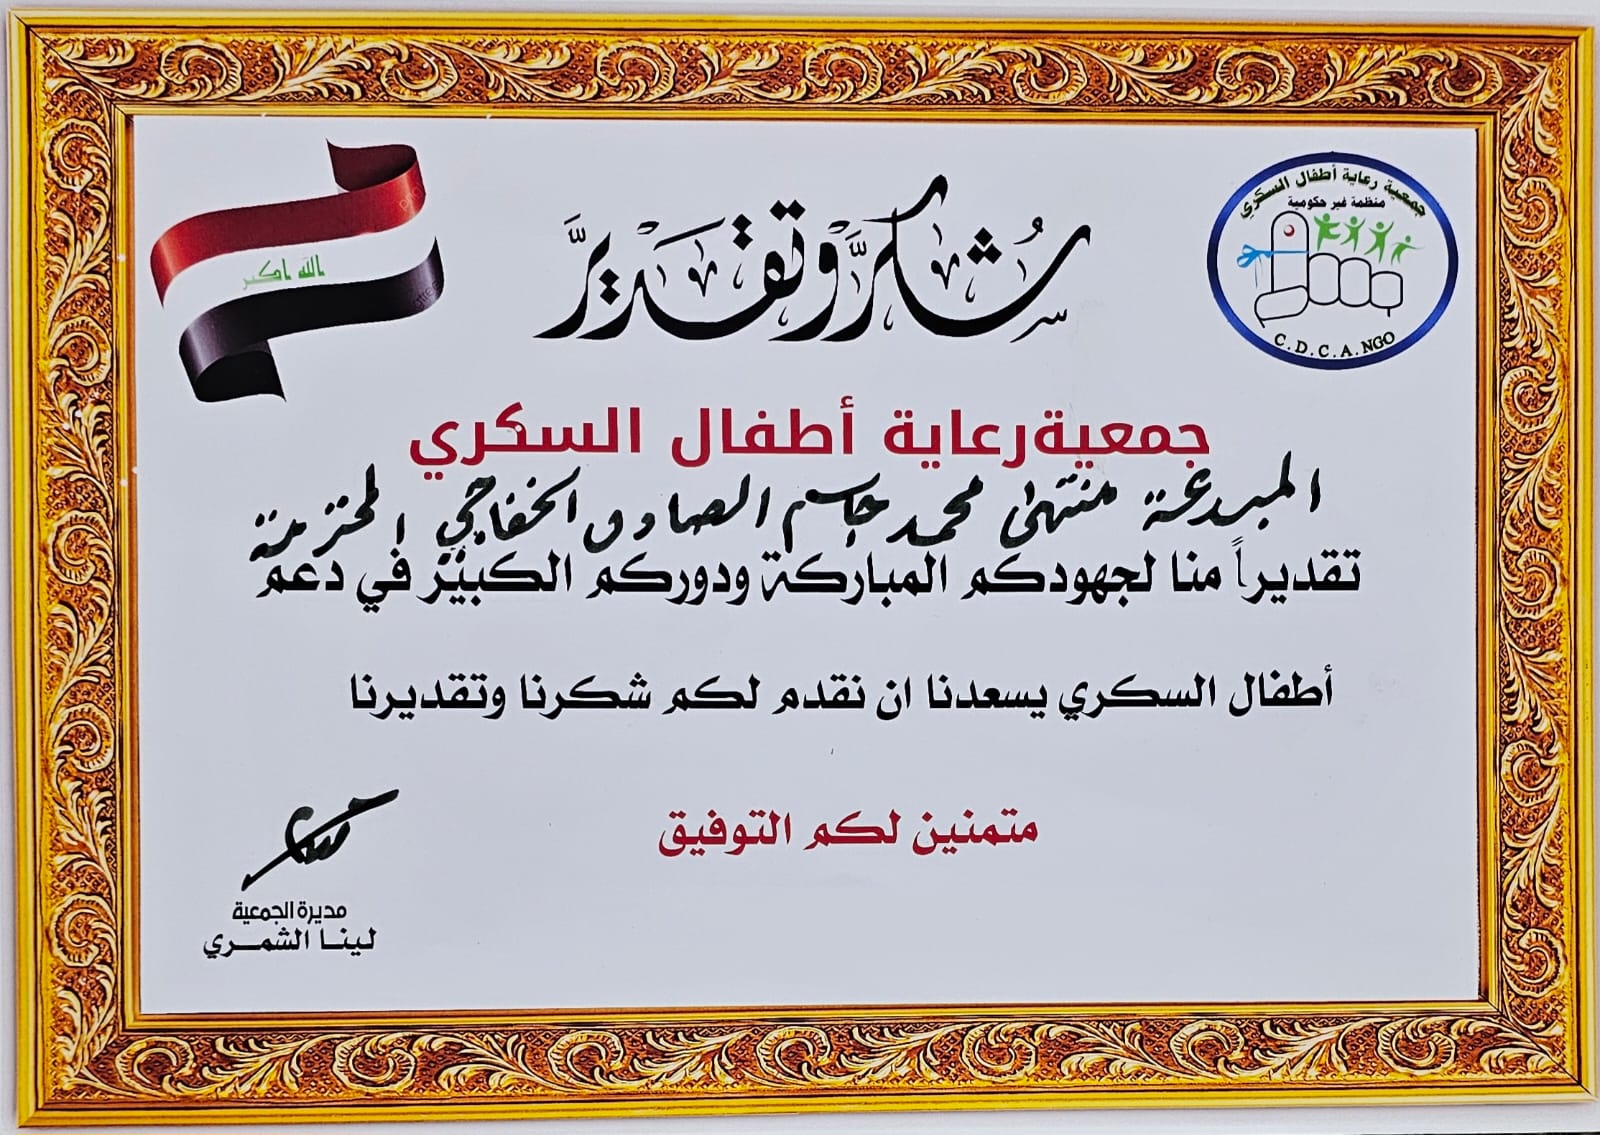 شكر وتقدير
الله اكبر
جمعية رعاية أطفال السكري
منظمة غير حكومية
C.D.C.A.NGO
جمعيةرعاية أطفال السكري
المبدعة منتهى محمد جاسم الصادق الخفاجي المحترمة
تقديراً منا لجهودكم المباركة ودوركم الكبير في دعم
أطفال السكري يسعدنا ان نقدم لكم شكرنا وتقديرنا
متمنين لكم التوفيق
مديرة الجمعية
لينا الشمري